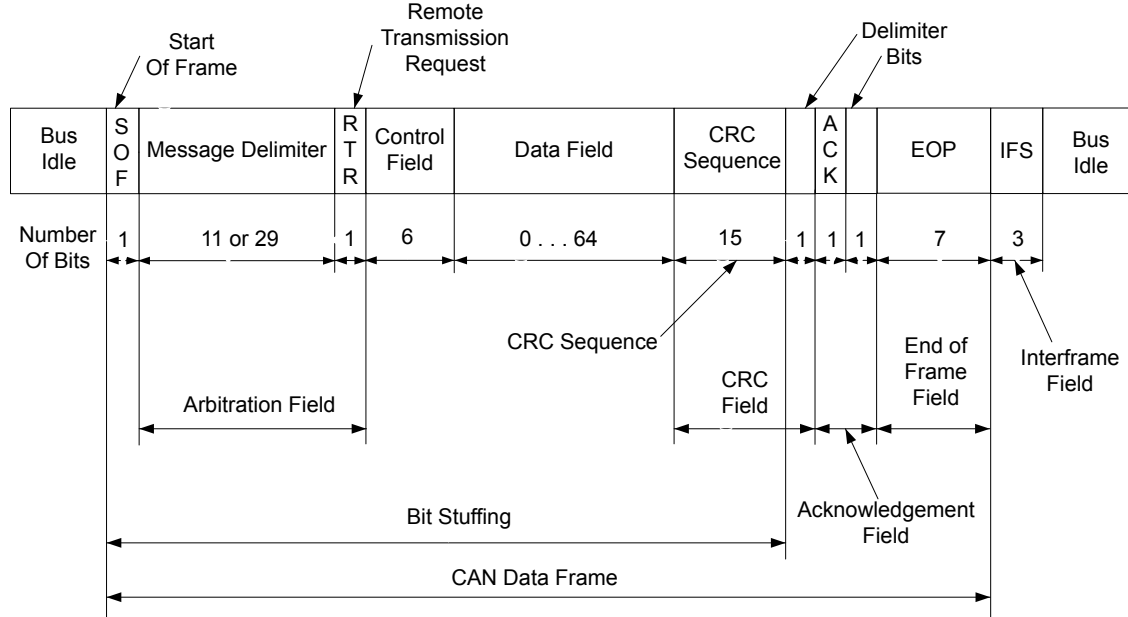 Start
Of Frame
Remote
Transmission
Request
Delimiter
Bits
Bus
Idle
S
O
F
Message Delimiter
R
T
R
Control
Field
Data Field
CRC
Sequence
A
C
K
EOP
IFS
Bus
Idle
Number
Of Bits
1
11 or 29
1
6
0 . . . 64
15
1
1
1
7
3
CRC Sequence
Arbitration Field
CRC
Field
End of
Frame
Field
Interframe
Field
Acknowledgement
Field
Bit Stuffing
CAN Data Frame